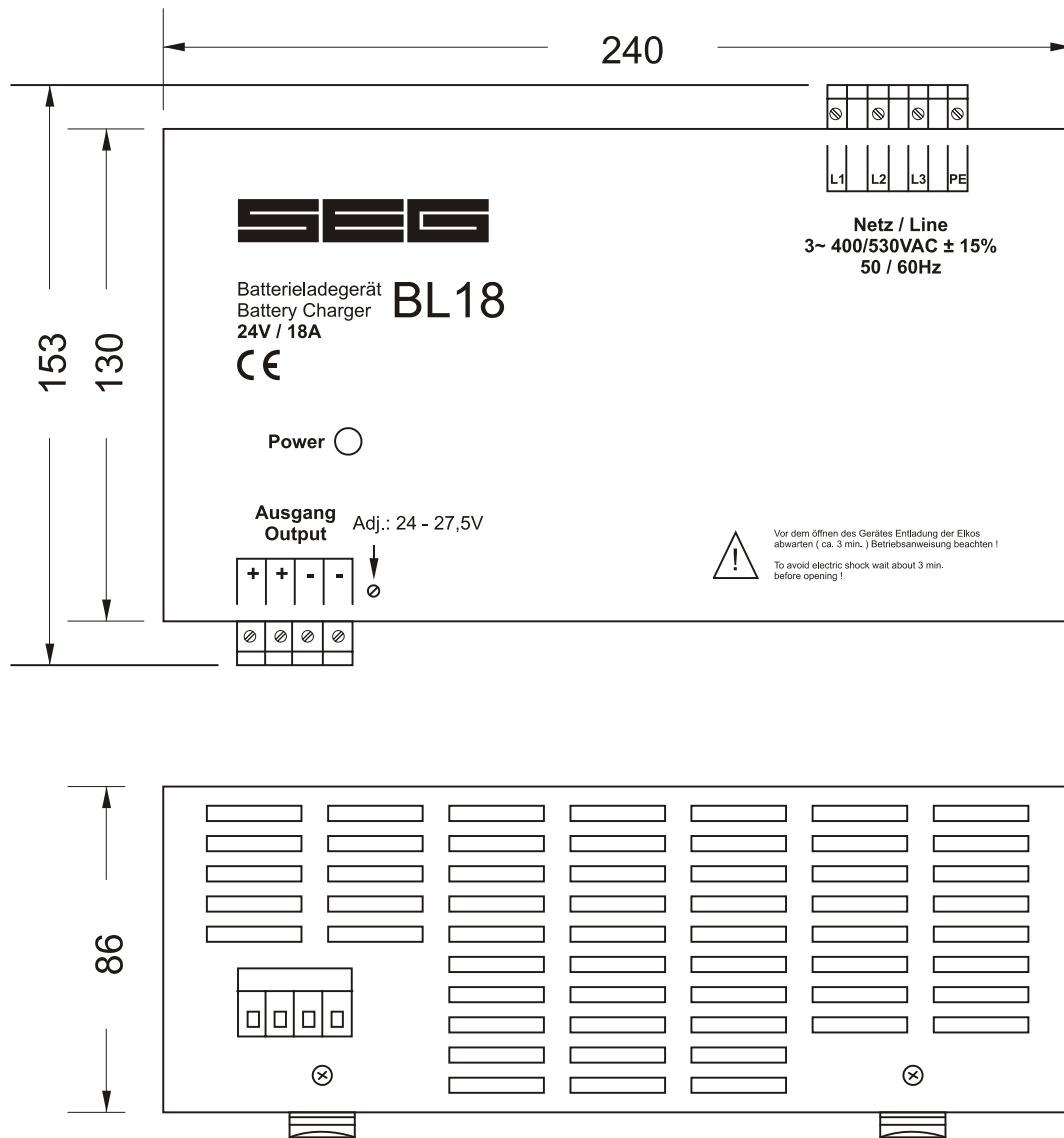 240
L1 L2 L3 PE
Netz / Line
3~ 400/530VAC ± 15%
50 / 60Hz
SEG
Batterieladegerät
Battery Charger
BL18
24V / 18A
CE
153
130
Power
Ausgang
Output
Adj.: 24 - 27,5V
+ + - -
!
Vor dem öffnen des Gerätes Entladung der Elkos
abwarten ( ca. 3 min. ) Betriebsanweisung beachten !
To avoid electric shock wait about 3 min.
before opening !
86